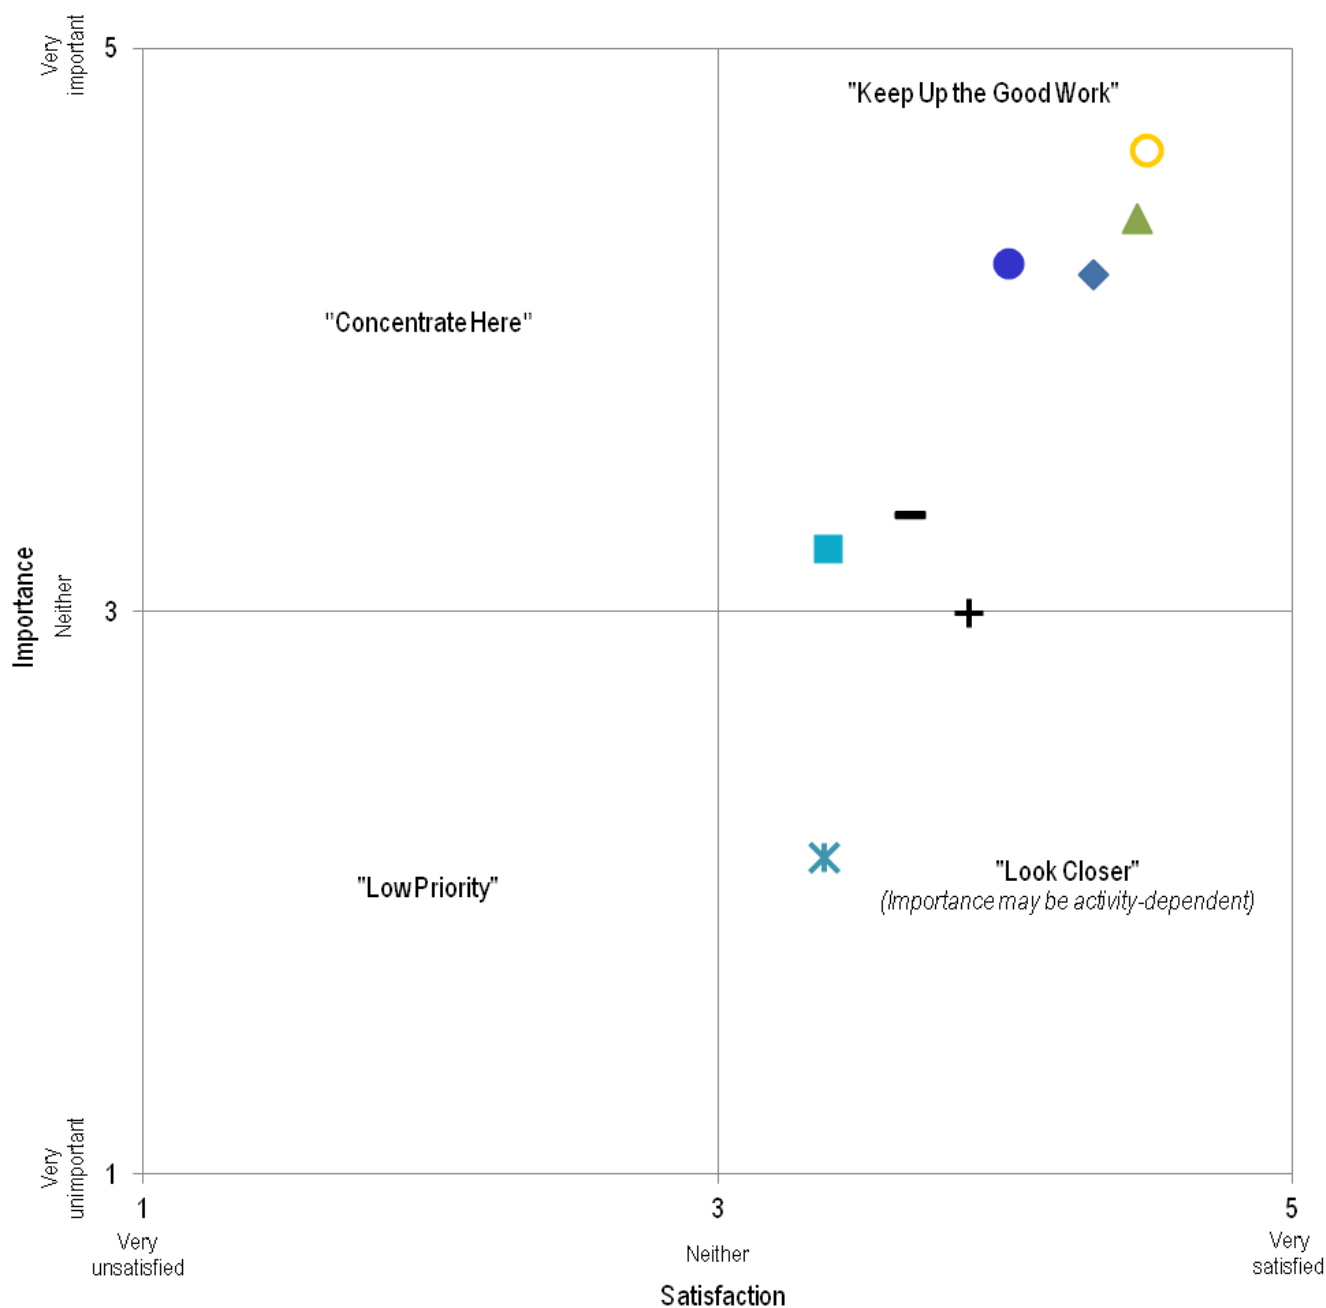 Very
important
5
"Keep Up the Good Work"
"Concentrate Here"
Importance
Neither
3
"Low Priority"
"Look Closer"
(Importance may be activity-dependent)
Very
unimportant
1
1
3
5
Very
unsatisfied
Neither
Very
satisfied
Satisfaction